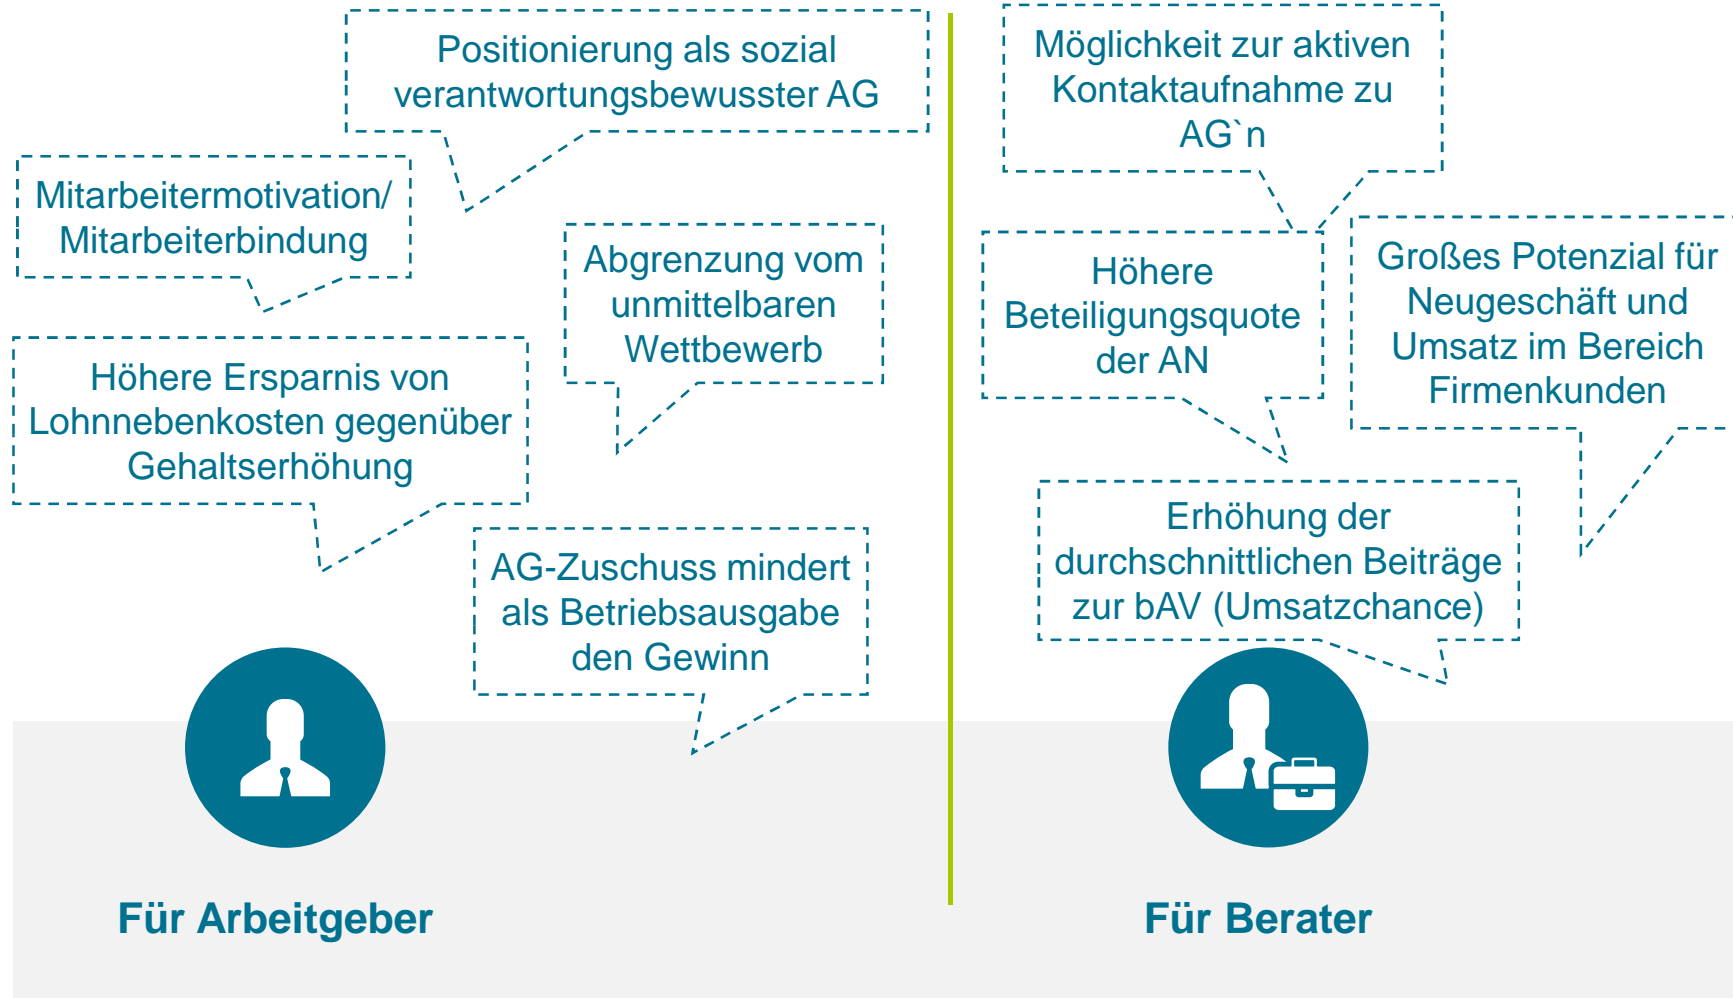 Positionierung als sozial
verantwortungsbewusster AG
Mitarbeitermotivation/
Mitarbeiterbindung
Abgrenzung vom
unmittelbaren
Wettbewerb
Höhere Ersparnis von
Lohnnebenkosten gegenüber
Gehaltserhöhung
AG-Zuschuss mindert
als Betriebsausgabe
den Gewinn
Für Arbeitgeber
Möglichkeit zur aktiven
Kontaktaufnahme zu
AG`n
Höhere
Beteiligungsquote
der AN
Großes Potenzial für
Neugeschäft und
Umsatz im Bereich
Firmenkunden
Erhöhung der
durchschnittlichen Beiträge
zur bAV (Umsatzchance)
Für Berater